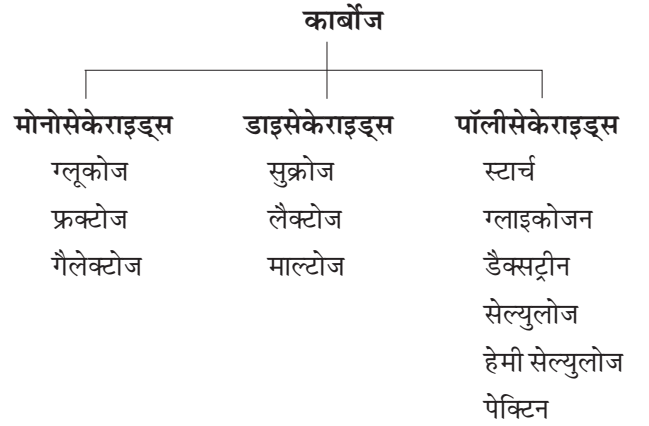 कार्बोज
मोनोसेकेराइड्स डाइसेकेराइड्स पॉलीसेकेराइड्स
ग्लूकोज सुक्रोज स्टार्च
फ्रक्टोज लैक्टोज ग्लाइकोजन
गैलेक्टोज माल्टोज डैक्सट्रीन
सेल्युलोज
हेमी सेल्युलोज
पेक्टिन